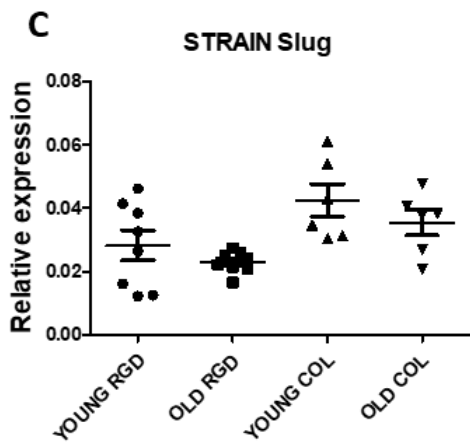 C
STRAIN Slug
Relative expression
0.08
0.06
0.04
0.02
0.00
YOUNG RGD
OLD RGD
YOUNG COL
OLD COL